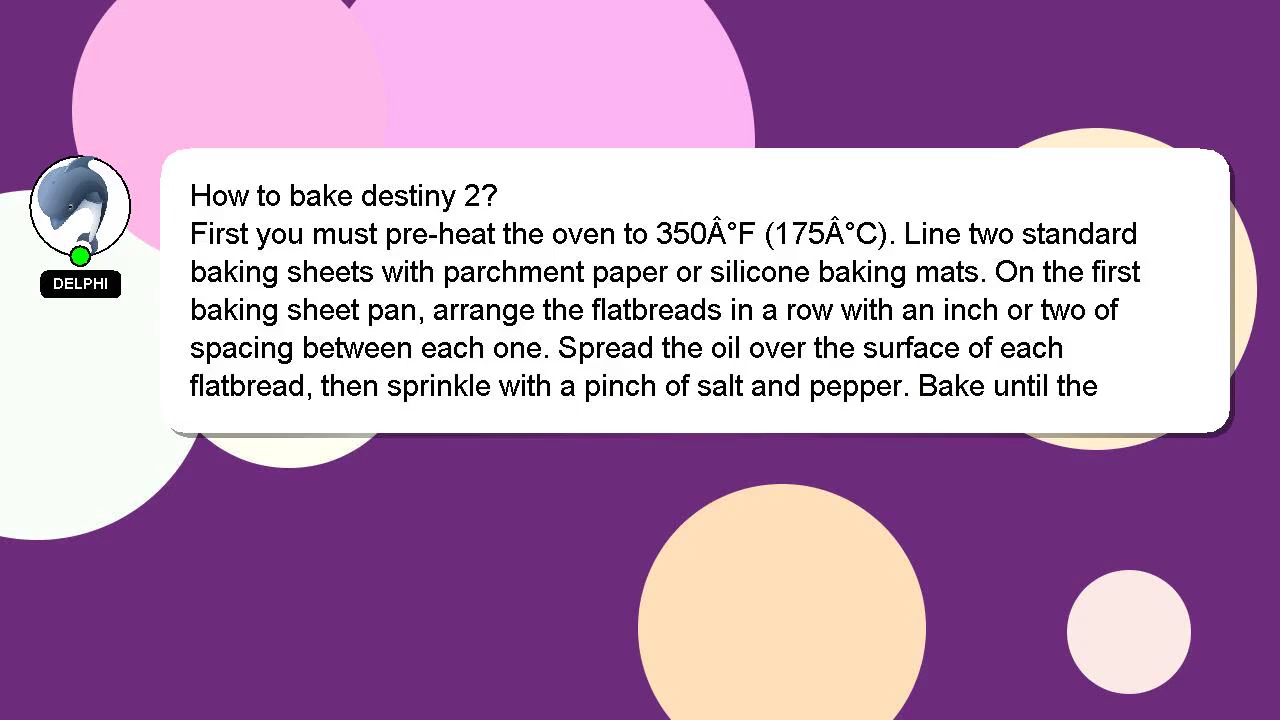 How to bake destiny 2?
First you must pre-heat the oven to 350Â°F (175Â°C). Line two standard
baking sheets with parchment paper or silicone baking mats. On the first
baking sheet pan, arrange the flatbreads in a row with an inch or two of
spacing between each one. Spread the oil over the surface of each
flatbread, then sprinkle with a pinch of salt and pepper. Bake until the
DELPHI